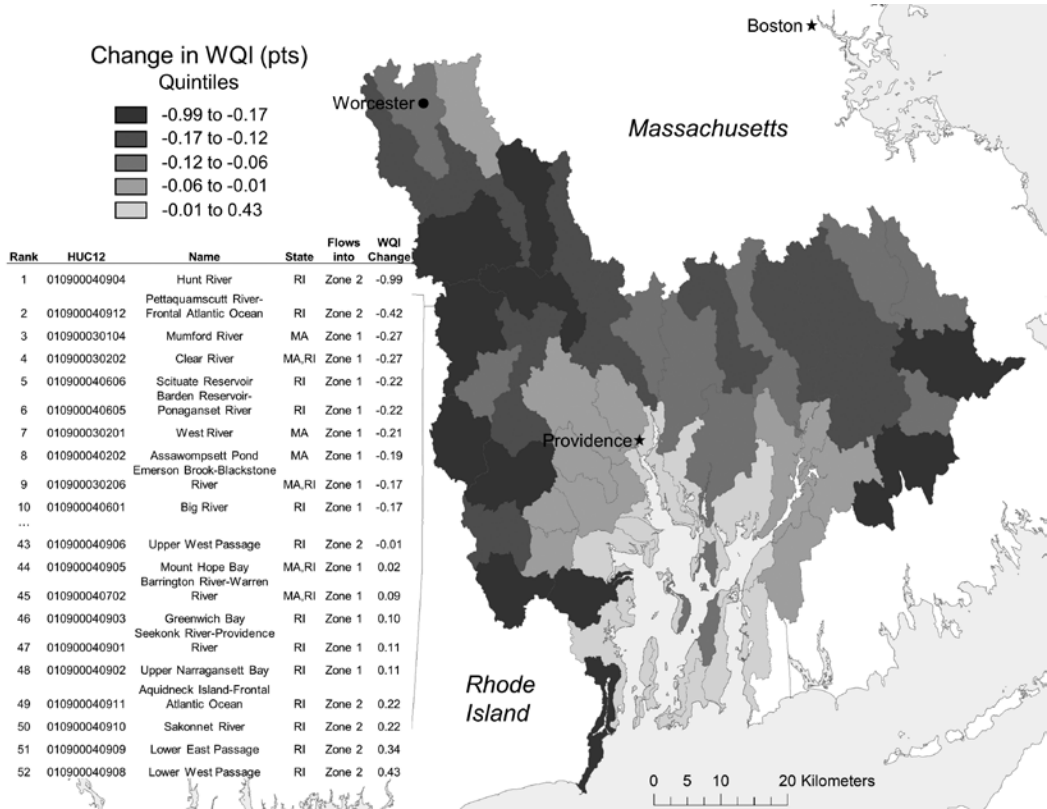 Boston
Change in WQI (pts)
Quintiles
-0.99 to -0.17
-0.17 to -0.12
-0.12 to -0.06
-0.06 to -0.01
-0.01 to 0.43
Worcester
Massachusetts
Providence
Rhode
Island
Rank HUC12 Name State Flows into WQI Change
1 010900040904 Hunt River RI Zone 2 -0.99
Pettaquamscutt River-
2 010900040912 Frontal Atlantic Ocean RI Zone 2 -0.42
3 010900030104 Mumford River MA Zone 1 -0.27
4 010900030202 Clear River MA,RI Zone 1 -0.27
5 010900040606 Scituate Reservoir RI Zone 1 -0.22
Barden Reservoir-
6 010900040605 Ponaganset River RI Zone 1 -0.22
7 010900030201 West River MA Zone 1 -0.21
8 010900040202 Assawompsett Pond MA Zone 1 -0.19
Emerson Brook-Blackstone
9 010900030206 River MA,RI Zone 1 -0.17
10 010900040601 Big River RI Zone 1 -0.17
...
43 010900040906 Upper West Passage RI Zone 2 -0.01
44 010900040905 Mount Hope Bay MA,RI Zone 1 0.02
Barrington River-Warren
45 010900040702 River MA,RI Zone 1 0.09
46 010900040903 Greenwich Bay RI Zone 1 0.10
Seekonk River-Providence
47 010900040901 River RI Zone 1 0.11
48 010900040902 Upper Narragansett Bay RI Zone 1 0.11
Aquidneck Island-Frontal
49 010900040911 Atlantic Ocean RI Zone 2 0.22
50 010900040910 Sakonnet River RI Zone 2 0.22
51 010900040909 Lower East Passage RI Zone 2 0.34
52 010900040908 Lower West Passage RI Zone 2 0.43
0 5 10 20 Kilometers